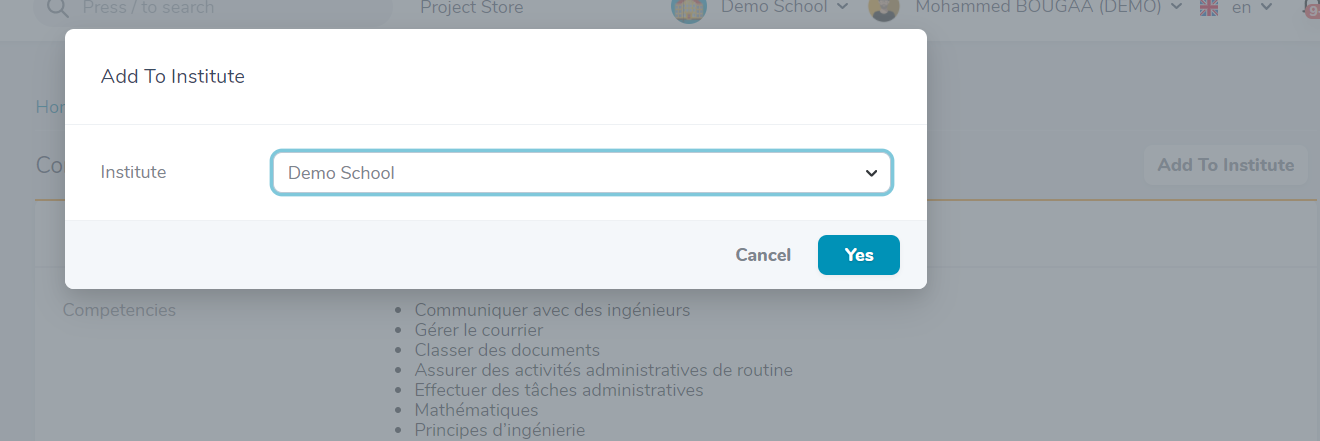 Press / to search
Project Store
Demo School
Mohammed BOUGAA (DEMO)
en
Add To Institute
Institute
Demo School
Add To Institute
Cancel
Yes
Competencies
• Communiquer avec des ingénieurs
• Gérer le courrier
• Classer des documents
• Assurer des activités administratives de routine
• Effectuer des tâches administratives
• Mathématiques
• Principes d'ingénierie